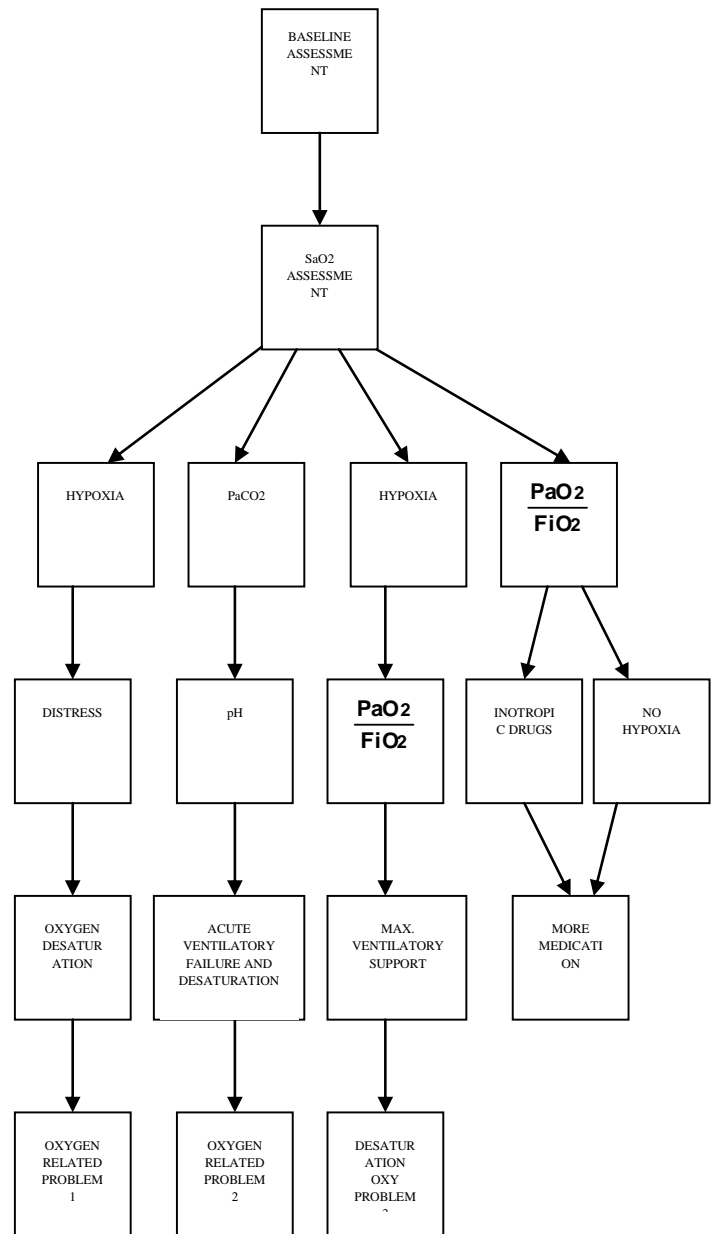 BASELINE
ASSESSME
NT
SaO2
ASSESSME
NT
HYPOXIA
PaCO2
HYPOXIA
PaO2
FiO2
DISTRESS
pH
PaO2
FiO2
INOTROPI
C DRUGS
NO
HYPOXIA
OXYGEN
DESATUR
ATION
ACUTE
VENTILATORY
FAILURE AND
DESATURATION
MAX.
VENTILATORY
SUPPORT
MORE
MEDICATI
ON
OXYGEN
RELATED
PROBLEM
1
OXYGEN
RELATED
PROBLEM
2
DESATUR
ATION
OXY
PROBLEM